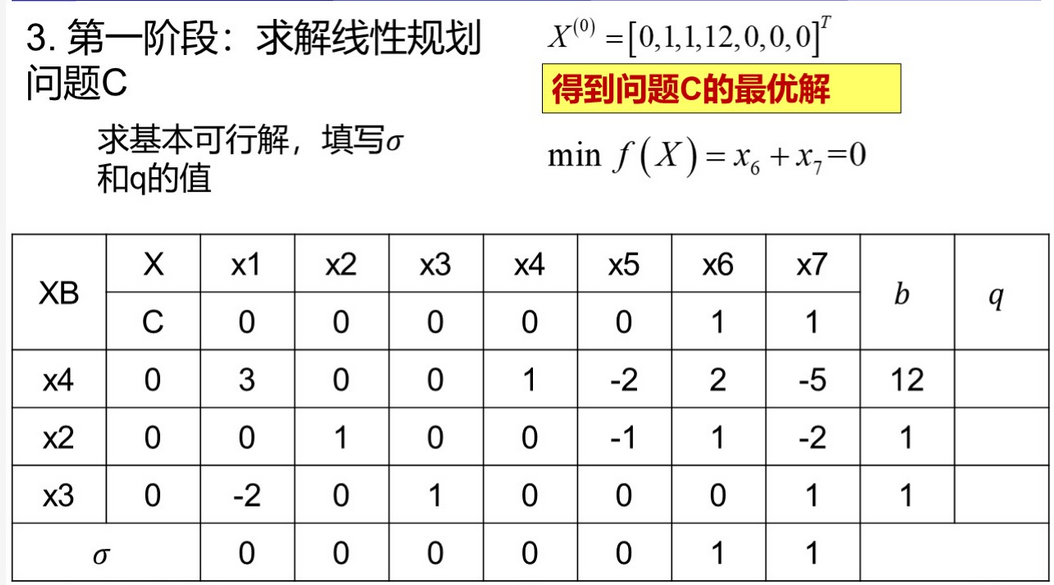 3. 第一阶段：求解线性规划
问题C
X^(0) =[0,1,1,12,0,0,0]^T
得到问题C的最优解
求基本可行解，填写σ
和q的值
min f(X) = x₆ + x₇=0
XB X x1 x2 x3 x4 x5 x6 x7 b q
C 0 0 0 0 0 1 1
x4 0 3 0 0 1 -2 2 -5 12
x2 0 0 1 0 0 -1 1 -2 1
x3 0 -2 0 1 0 0 0 1 1
σ 0 0 0 0 0 1 1